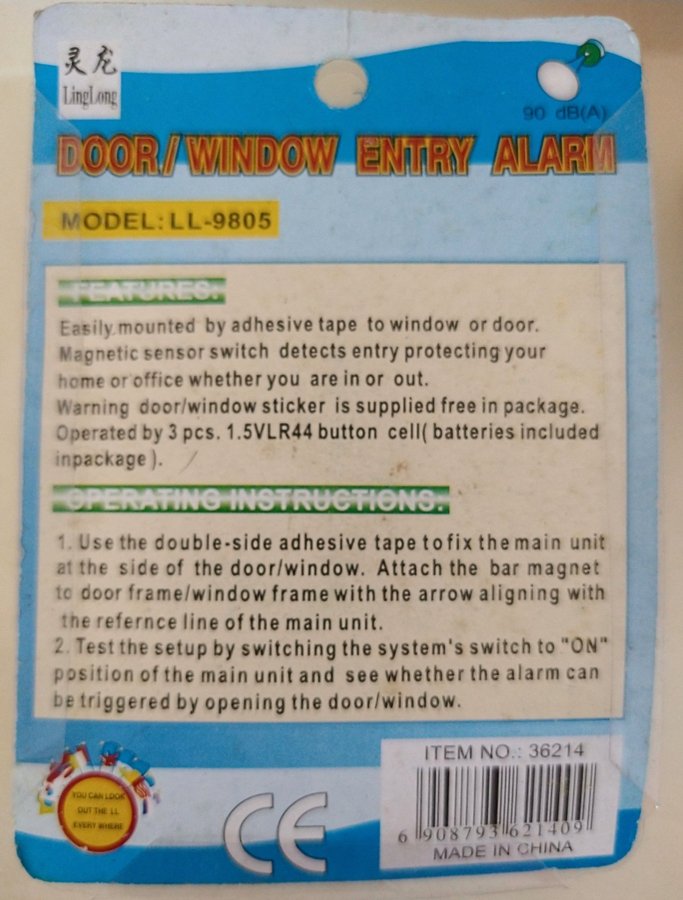 灵龙
LingLong
90 dB(A)
DOOR/WINDOW ENTRY ALARM
MODEL: LL-9805
FEATURES:
Easily mounted by adhesive tape to window or door.
Magnetic sensor switch detects entry protecting your
home or office whether you are in or out.
Warning door/window sticker is supplied free in package.
Operated by 3 pcs. 1.5VLR44 button cell( batteries included
inpackage ).
OPERATING INSTRUCTIONS:
1. Use the double-side adhesive tape to fix the main unit
at the side of the door/window. Attach the bar magnet
to door frame/window frame with the arrow aligning with
the refernce line of the main unit.
2. Test the setup by switching the system's switch to "ON"
position of the main unit and see whether the alarm can
be triggered by opening the door/window.
YOU CAN LOOK
OUT THE LL
EVERY WHERE
CE
ITEM NO.: 36214
6 908793 621409
MADE IN CHINA